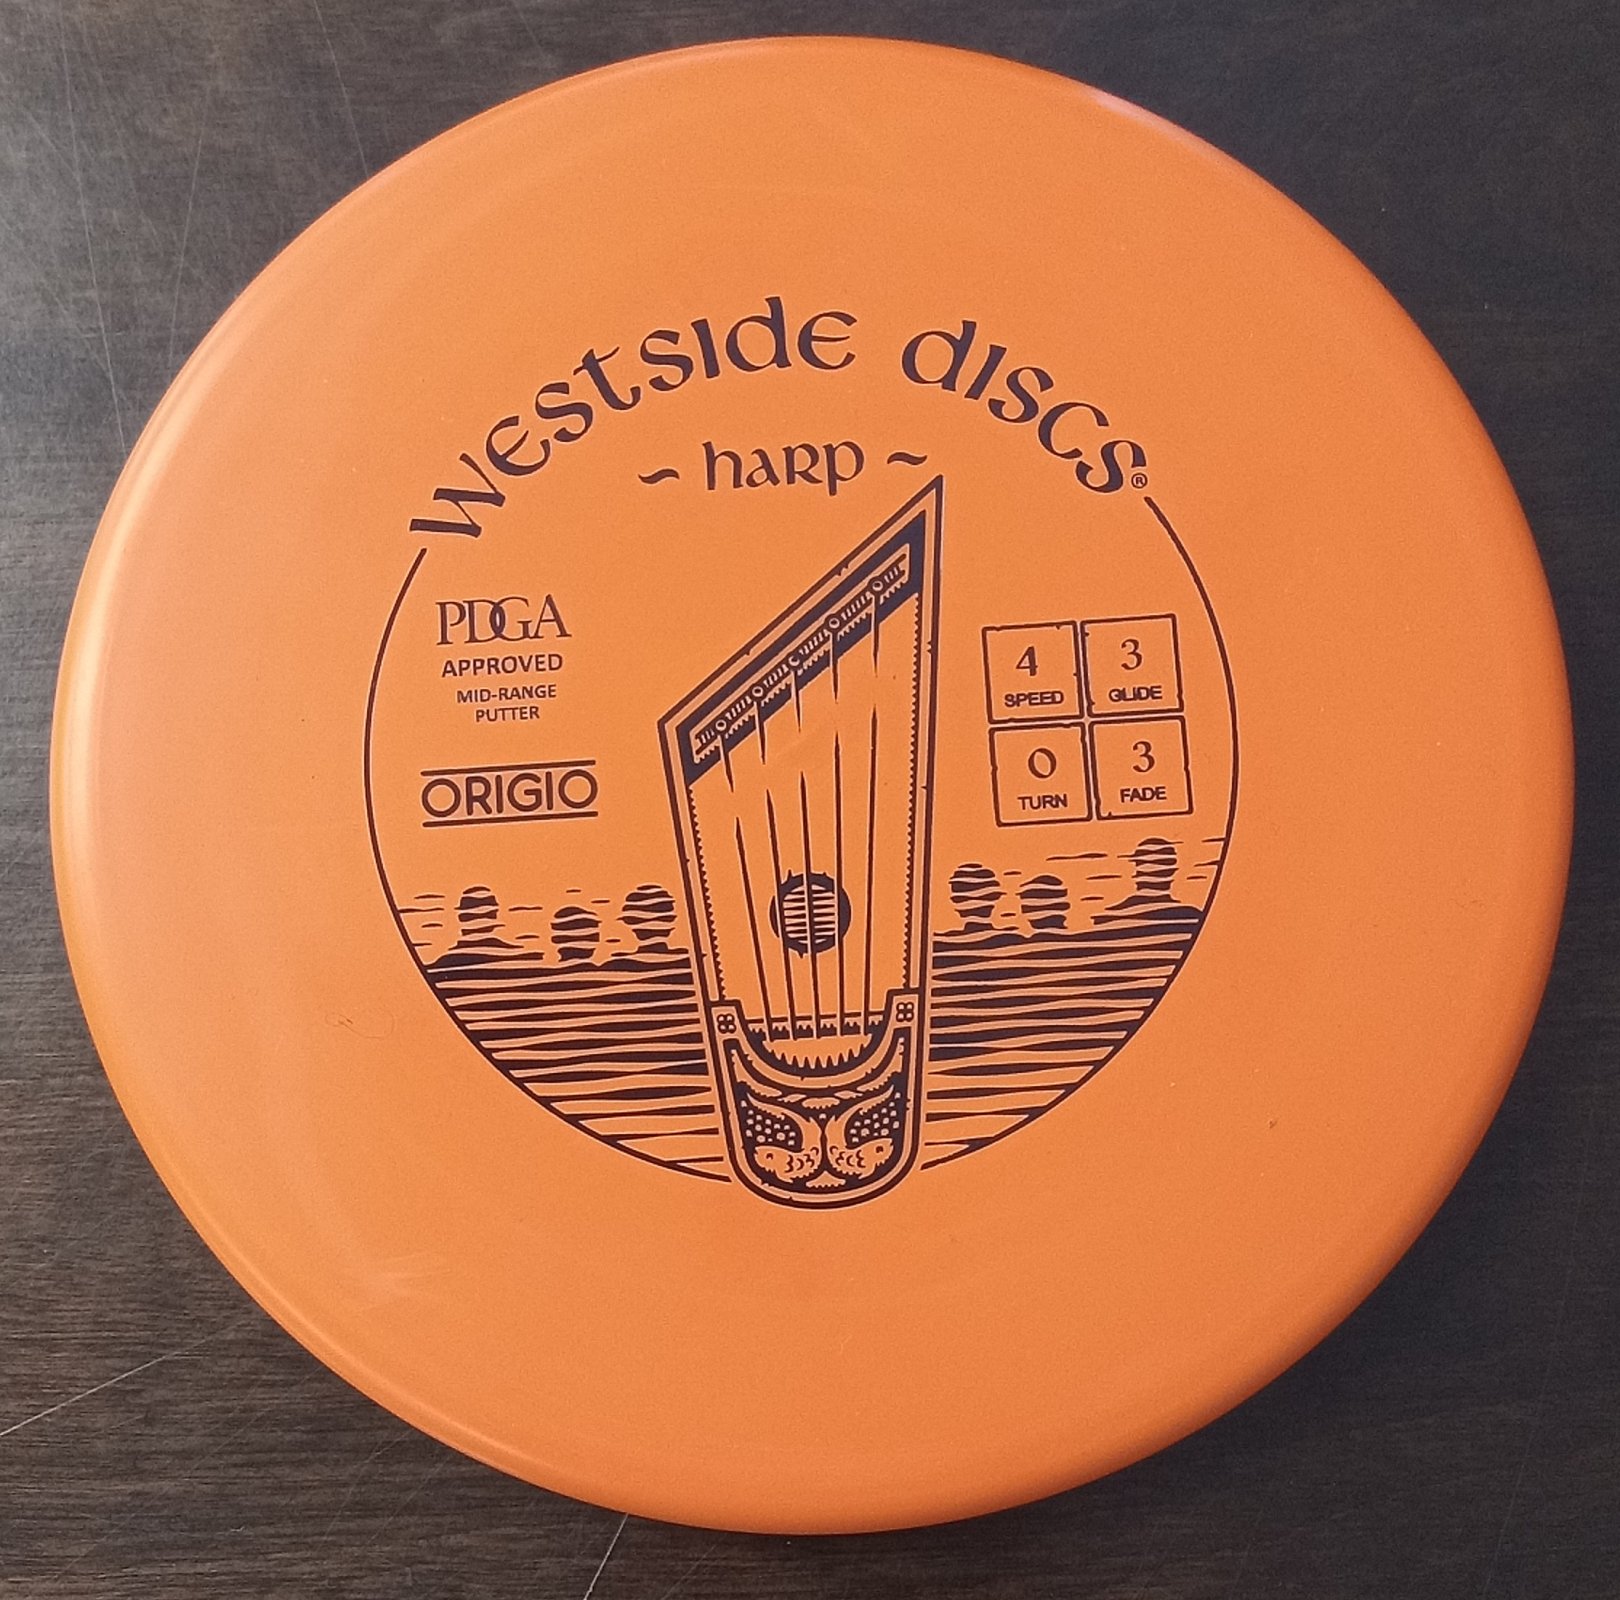 Westside discs®
~ harp ~
PDGA
APPROVED
MID-RANGE
PUTTER
ORIGIO
4
SPEED
3
GLIDE
0
TURN
3
FADE